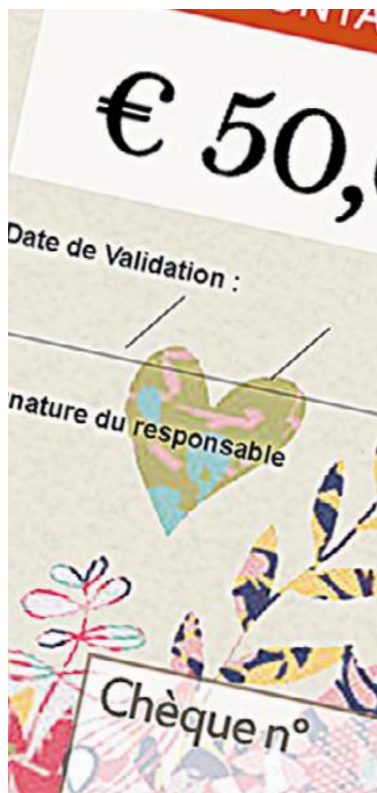 € 50,
Date de Validation :
nature du responsable
Chèque n°